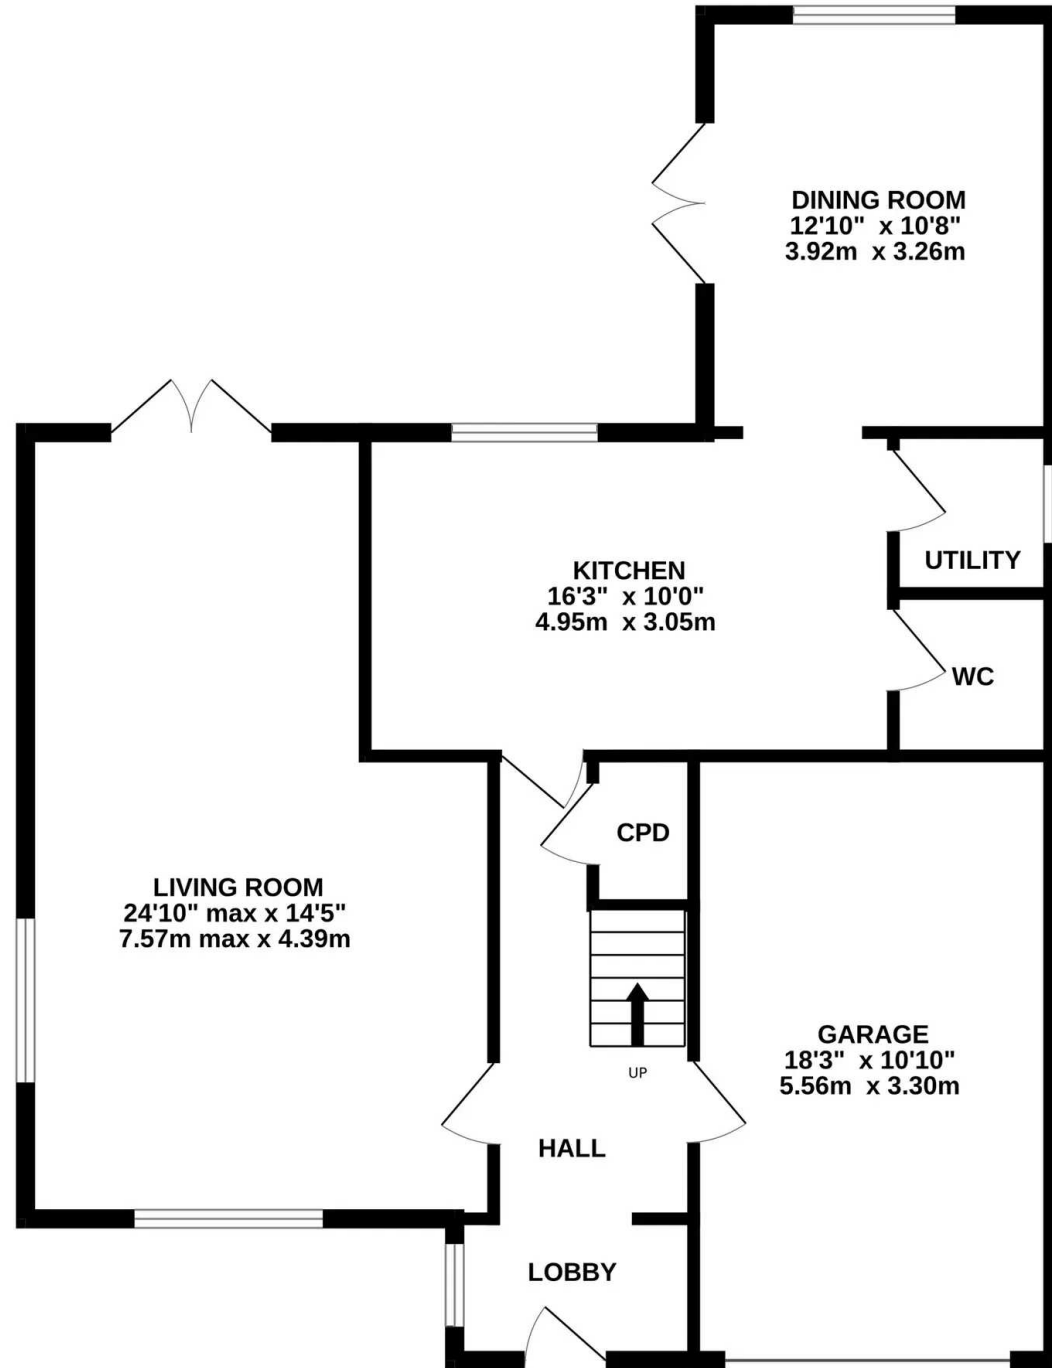 DINING ROOM
12'10"  x 10'8"
3.92m  x 3.26m
KITCHEN
16'3"  x 10'0"
4.95m  x 3.05m
UTILITY
WC
CPD
LIVING ROOM
24'10" max x 14'5"
7.57m max x 4.39m
UP
GARAGE
18'3"  x 10'10"
5.56m  x 3.30m
HALL
LOBBY